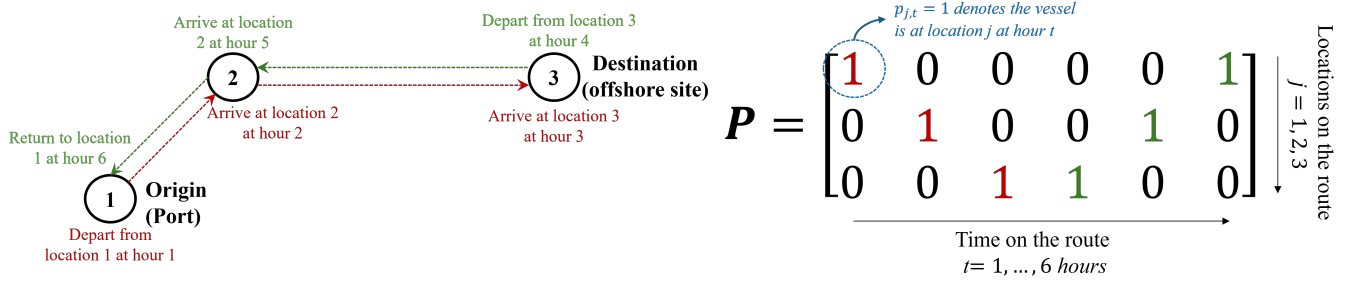 Arrive at location
2 at hour 5
Depart from location 3
at hour 4
2
3
Destination
(offshore site)
Arrive at location 2
at hour 2
Arrive at location 3
at hour 3
Return to location
1 at hour 6
1
Origin
(Port)
Depart from
location 1 at hour 1
p_{j,t} = 1 denotes the vessel
is at location j at hour t
P =
1 0 0 0 0 1
0 1 0 0 1 0
0 0 1 1 0 0
Time on the route
t= 1, … , 6 hours
Locations on the route
j = 1, 2, 3